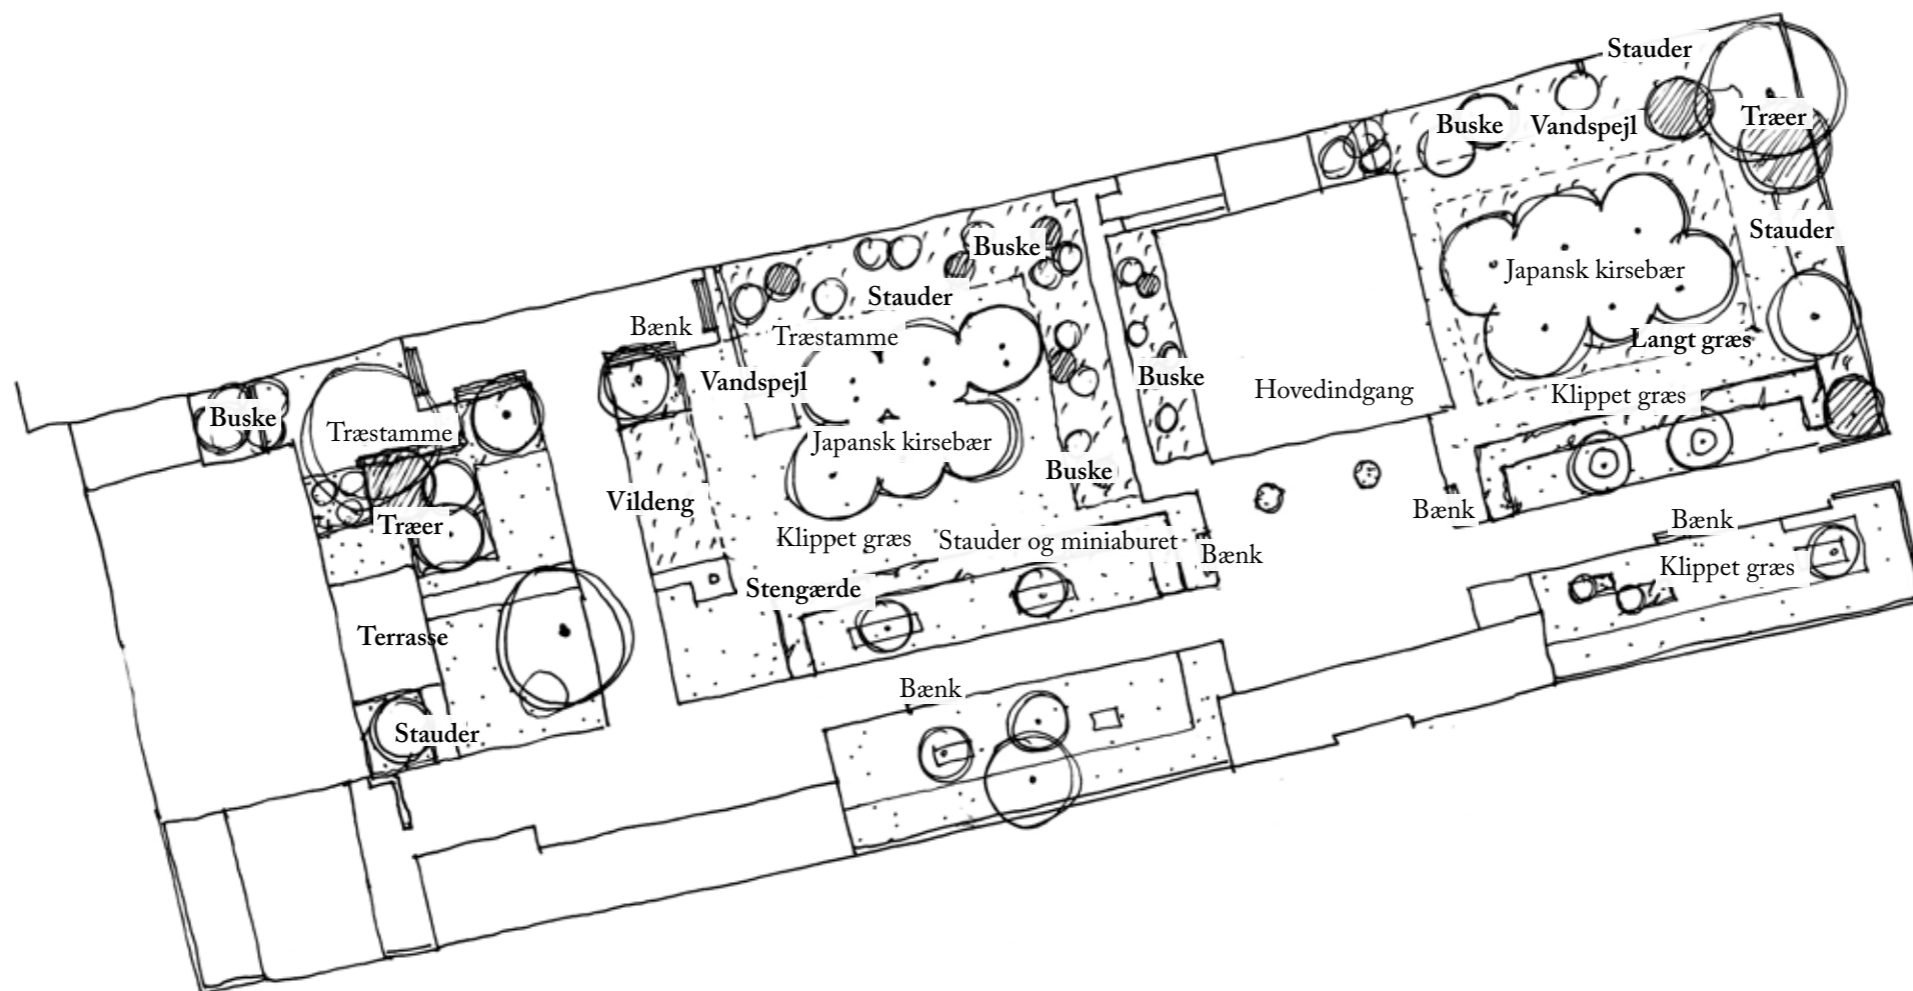 Stauder
Træer
Buske
Vandspejl
Stauder
Buske
Japansk kirsebær
Stauder
Bænk
Træstamme
Langt græs
Vandspejl
Buske
Hovedindgang
Klippet græs
Buske
Træstamme
Japansk kirsebær
Buske
Vildeng
Bænk
Træer
Bænk
Klippet græs
Stauder og miniaburet
Bænk
Klippet græs
Stengærde
Terrasse
Bænk
Stauder